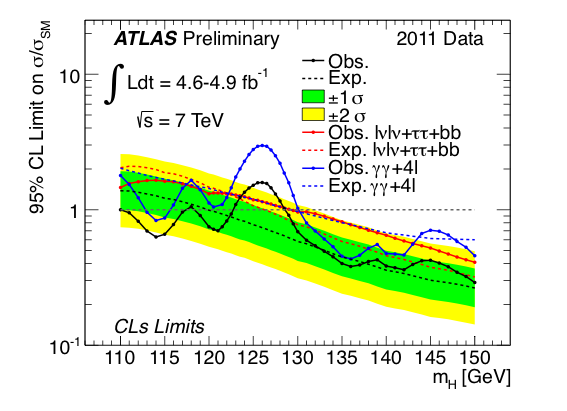 ATLAS Preliminary 2011 Data
∫ Ldt = 4.6-4.9 fb⁻¹
√s = 7 TeV
Obs.
Exp.
±1 σ
±2 σ
Obs. lνlν+ττ+bb
Exp. lνlν+ττ+bb
Obs. γγ+4l
Exp. γγ+4l
95% CL Limit on σ/σ_SM
10
1
10⁻¹
CLs Limits
110 115 120 125 130 135 140 145 150
m_H [GeV]